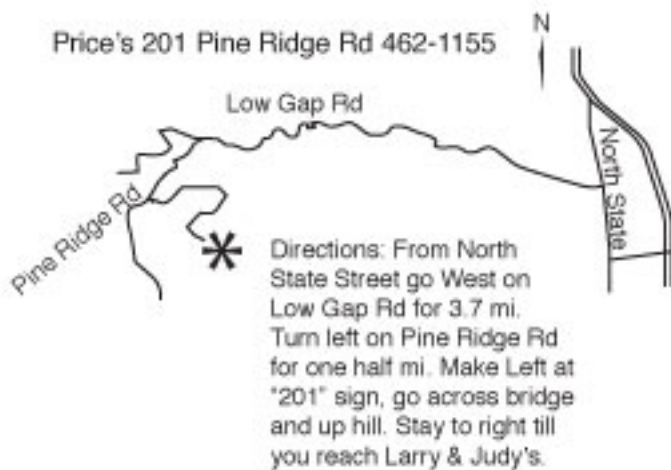 N
Price's 201 Pine Ridge Rd 462-1155
Low Gap Rd
North State
Pine Ridge Rd
Directions: From North
State Street go West on
Low Gap Rd for 3.7 mi.
Turn left on Pine Ridge Rd
for one half mi. Make Left at
"201" sign, go across bridge
and up hill. Stay to right till
you reach Larry & Judy's.